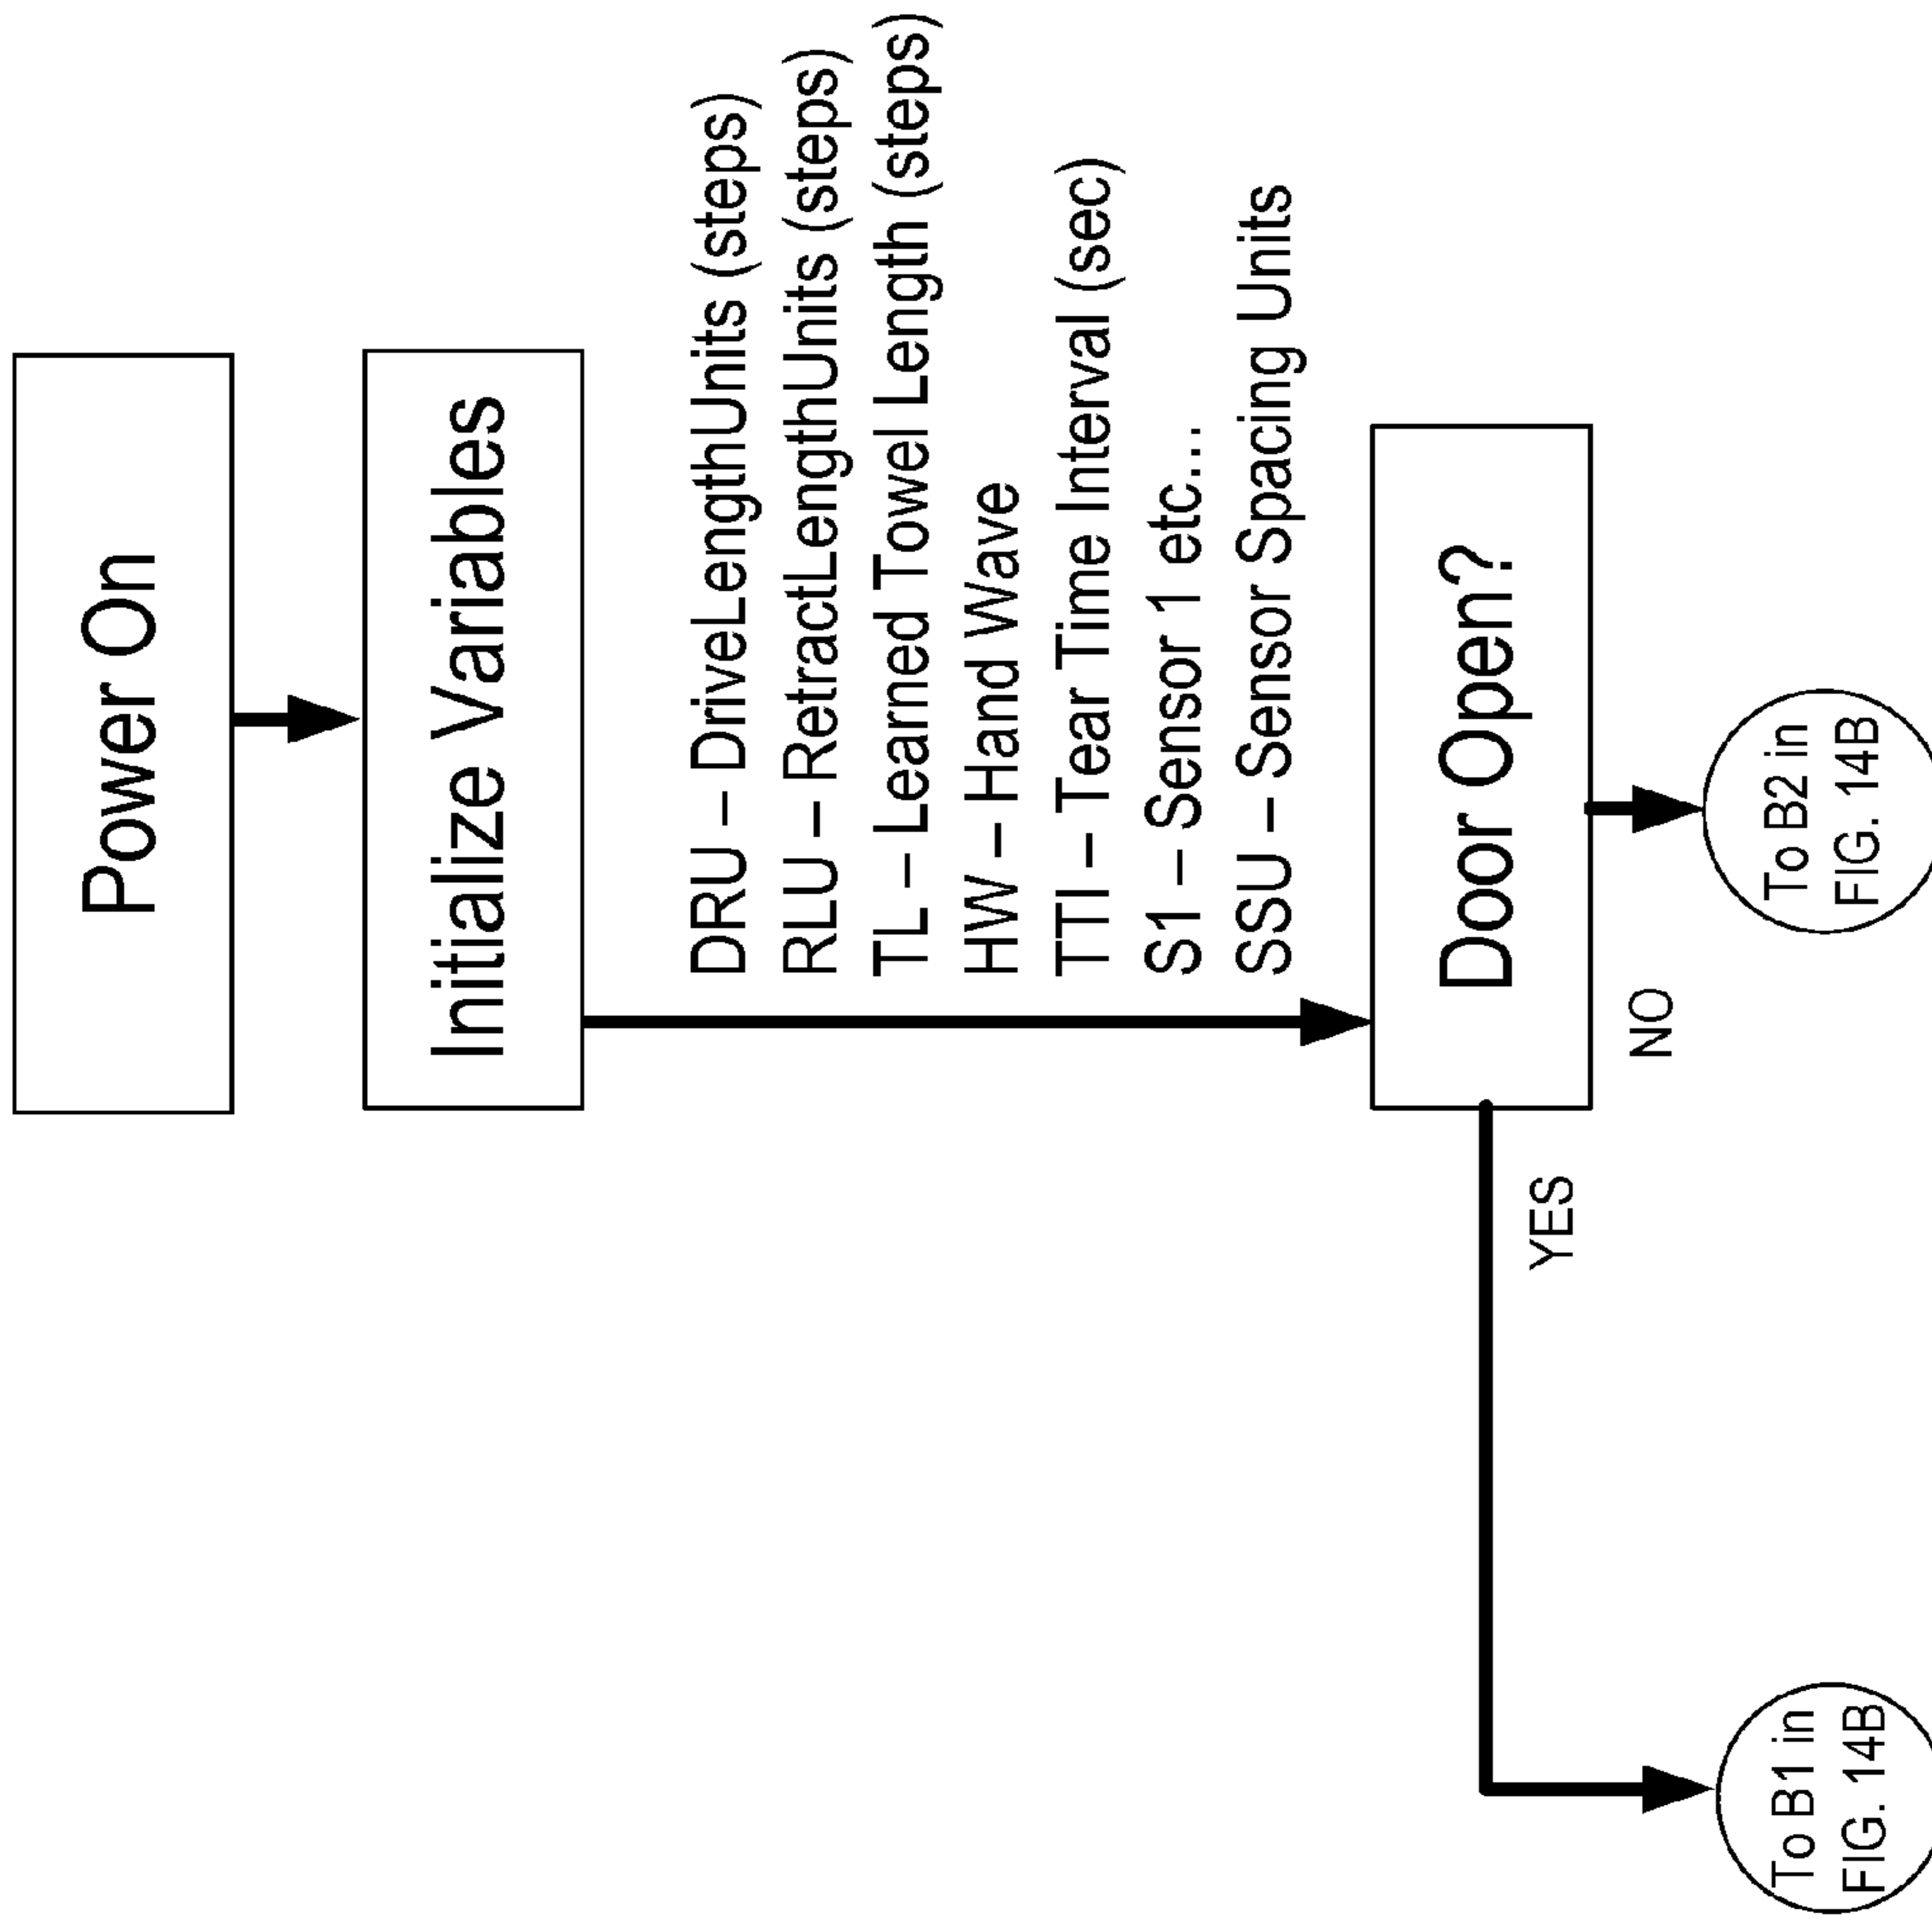 Power On
Initialize Variables
DRU – DriveLengthUnits (steps)
RLU – RetractLengthUnits (steps)
TL – Learned Towel Length (steps)
HW – Hand Wave
TTI – Tear Time Interval (sec)
S1 – Sensor 1 etc...
SSU – Sensor Spacing Units
Door Open?
YES
NO
To B1 in
FIG. 14B
To B2 in
FIG. 14B